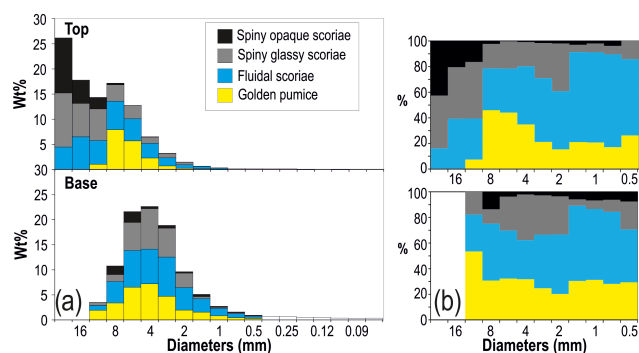 Top
Spiny opaque scoriae
Spiny glassy scoriae
Fluidal scoriae
Golden pumice
Wt%
30
25
20
15
10
5
30
Base
Wt%
25
20
15
10
5
0
(a)
16 8 4 2 1 0.5 0.25 0.12 0.09
Diameters (mm)
%
100
80
60
40
20
0
16 8 2 1 0.5
%
100
80
60
40
20
0
(b)
16 8 4 2 1 0.5
Diameters (mm)